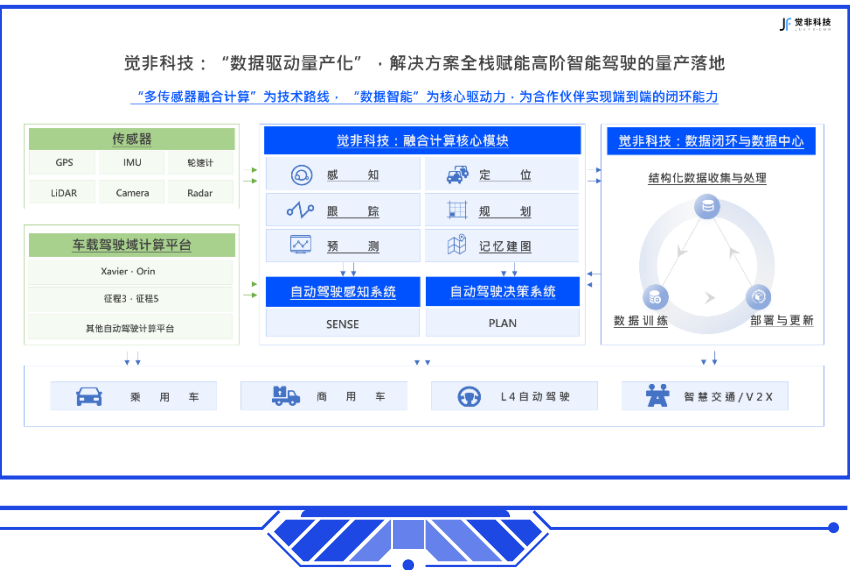 觉非科技
觉非科技：“数据驱动量产化”，解决方案全栈赋能高阶智能驾驶的量产落地
“多传感器融合计算”为技术路线，“数据智能”为核心驱动力，为合作伙伴实现端到端的闭环能力
传感器
GPS IMU 轮速计
LiDAR Camera Radar
车载驾驶域计算平台
Xavier · Orin
征程3 · 征程5
其他自动驾驶计算平台
觉非科技：融合计算核心模块
感知 定位
跟踪 规划
预测 记忆建图
自动驾驶感知系统 自动驾驶决策系统
SENSE PLAN
觉非科技：数据闭环与数据中心
结构化数据收集与处理
数据训练 部署与更新
乘用车 商用车 L4自动驾驶 智慧交通/V2X